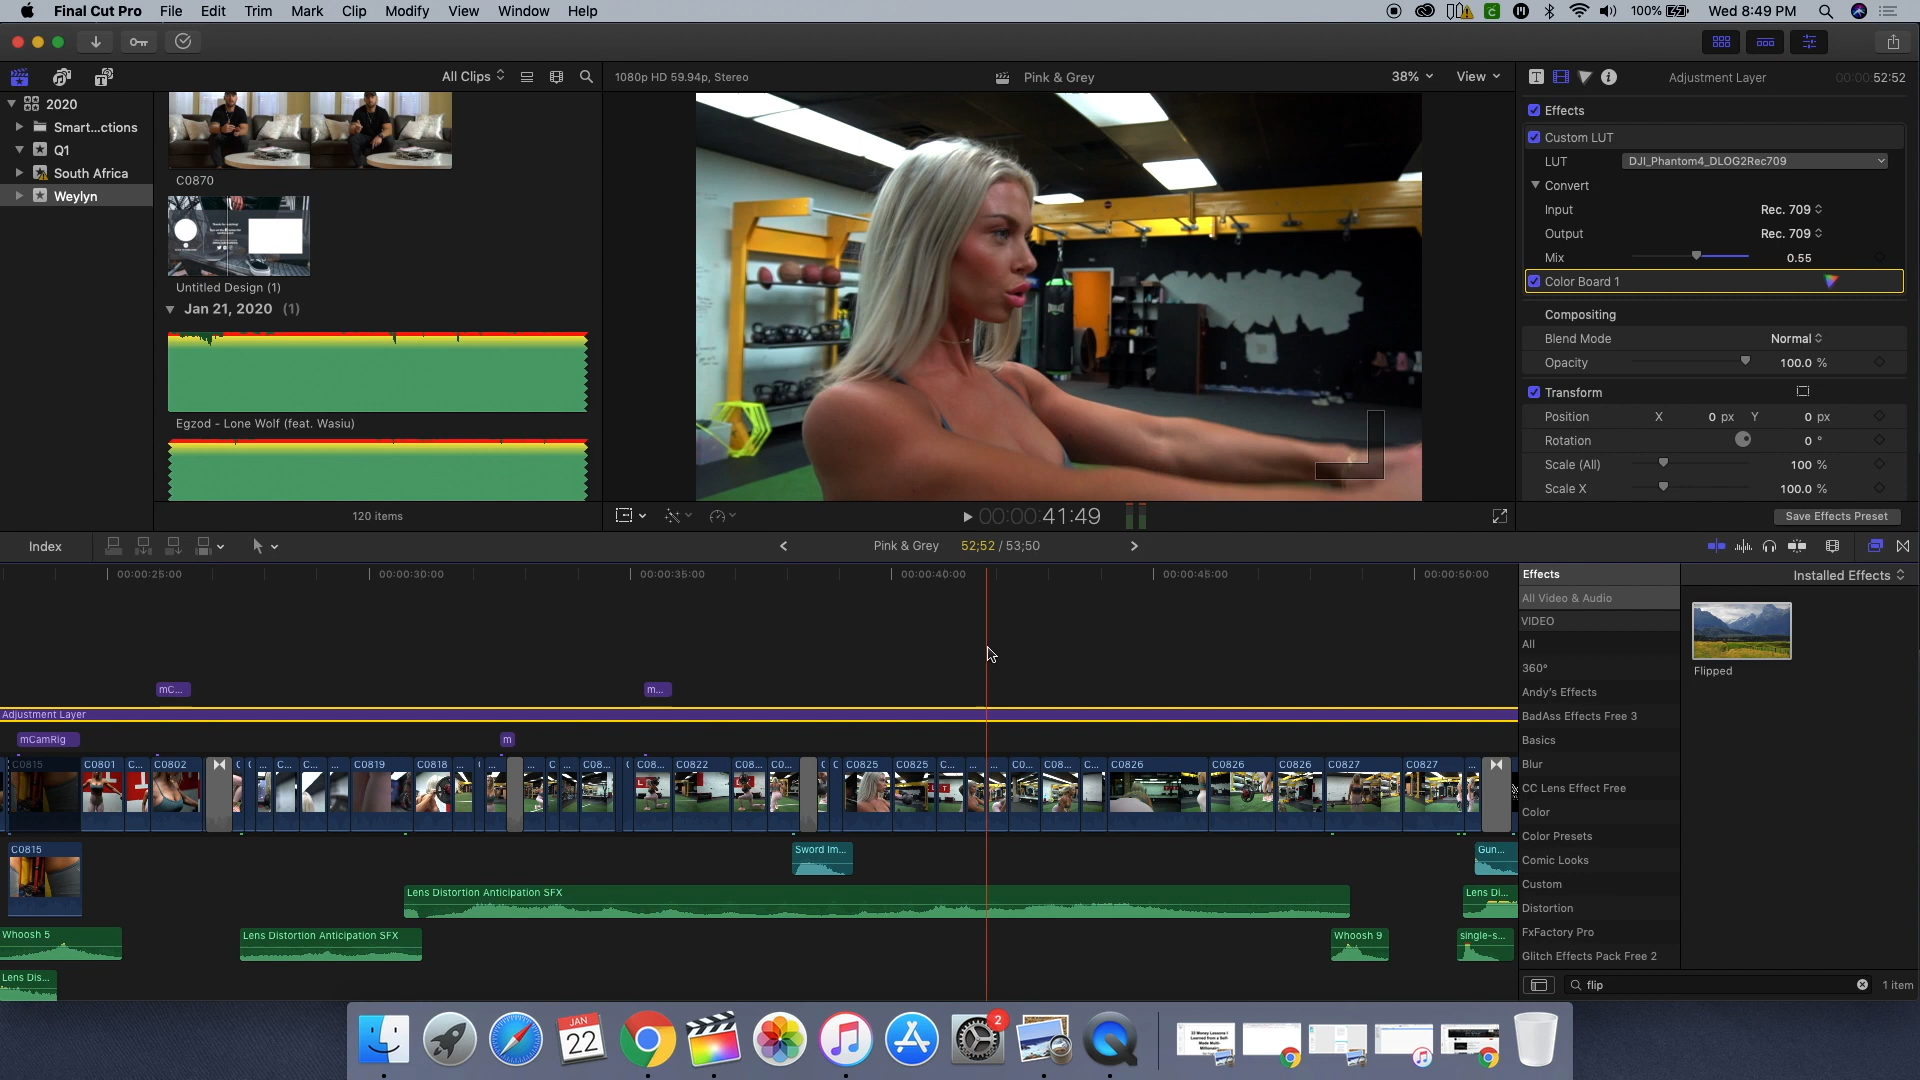 Final Cut Pro File Edit Trim Mark Clip Modify View Window Help
100% Wed 8:49 PM
All Clips
1080p HD 59.94p, Stereo
Pink & Grey
38%
View
Adjustment Layer
00:00:52:52
2020
Smart...ctions
Q1
South Africa
Weylyn
C0870
Untitled Design (1)
Jan 21, 2020 (1)
Egzod - Lone Wolf (feat. Wasiu)
120 items
00:00:41:49
Effects
Custom LUT
LUT DJI_Phantom4_DLOG2Rec709
Convert
Input Rec. 709
Output Rec. 709
Mix 0.55
Color Board 1
Compositing
Blend Mode Normal
Opacity 100.0 %
Transform
Position X 0 px Y 0 px
Rotation 0 °
Scale (All) 100 %
Scale X 100.0 %
Save Effects Preset
Index
Pink & Grey 52;52 / 53;50
00:00:25:00 00:00:30:00 00:00:35:00 00:00:40:00 00:00:45:00 00:00:50:00
mC... m...
Adjustment Layer
mCamRig m
C0815 C0801 C... C0802 C... C... ... C0819 C0818 ... ... C08... C08... C0822 C08... C0... C0825 C0825 C... ... ... C0... C08... C... C0826 C0826 C0826 C0827 C0827 ...
C0815 Sword Im... Gun...
Lens Distortion Anticipation SFX Lens Di...
Whoosh 5 Lens Distortion Anticipation SFX Whoosh 9 single-s...
Lens Dis...
Effects
Installed Effects
All Video & Audio
VIDEO
All
360°
Andy's Effects
BadAss Effects Free 3
Basics
Blur
CC Lens Effect Free
Color
Color Presets
Comic Looks
Custom
Distortion
FxFactory Pro
Glitch Effects Pack Free 2
Flipped
flip
1 item
JAN
22
2